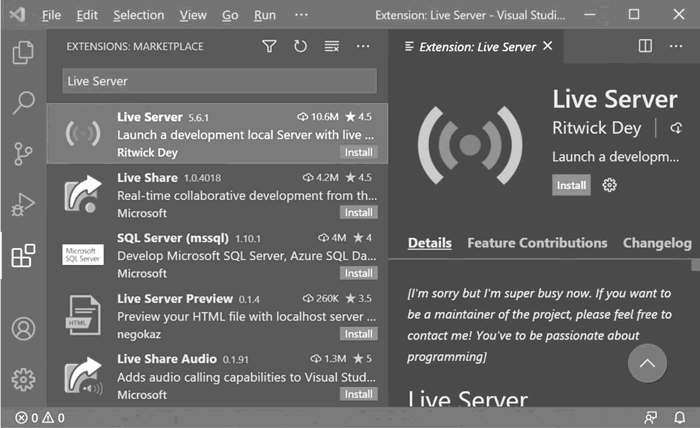 File Edit Selection View Go Run ··· Extension: Live Server - Visual Studi...
EXTENSIONS: MARKETPLACE
Live Server
Live Server 5.6.1 10.6M ★ 4.5
Launch a development local Server with live ...
Ritwick Dey Install
Live Share 1.0.4018 4.2M ★ 4.5
Real-time collaborative development from th...
Microsoft Install
Microsoft
SQL Server
SQL Server (mssql) 1.10.1 4M ★ 4
Develop Microsoft SQL Server, Azure SQL Da...
Microsoft Install
HTML
Live Server Preview 0.1.4 260K ★ 3.5
Preview your HTML file with localhost server ...
negokaz Install
Live Share Audio 0.1.91 1.3M ★ 5
Adds audio calling capabilities to Visual Stud...
Microsoft Install
Extension: Live Server
Live Server
Ritwick Dey
Launch a developm...
Install
Details Feature Contributions Changelog
[I'm sorry but I'm super busy now. If you want
to be a maintainer of the project, please feel free to
contact me! You've to be passionate about
programming]
Live Server
0 0